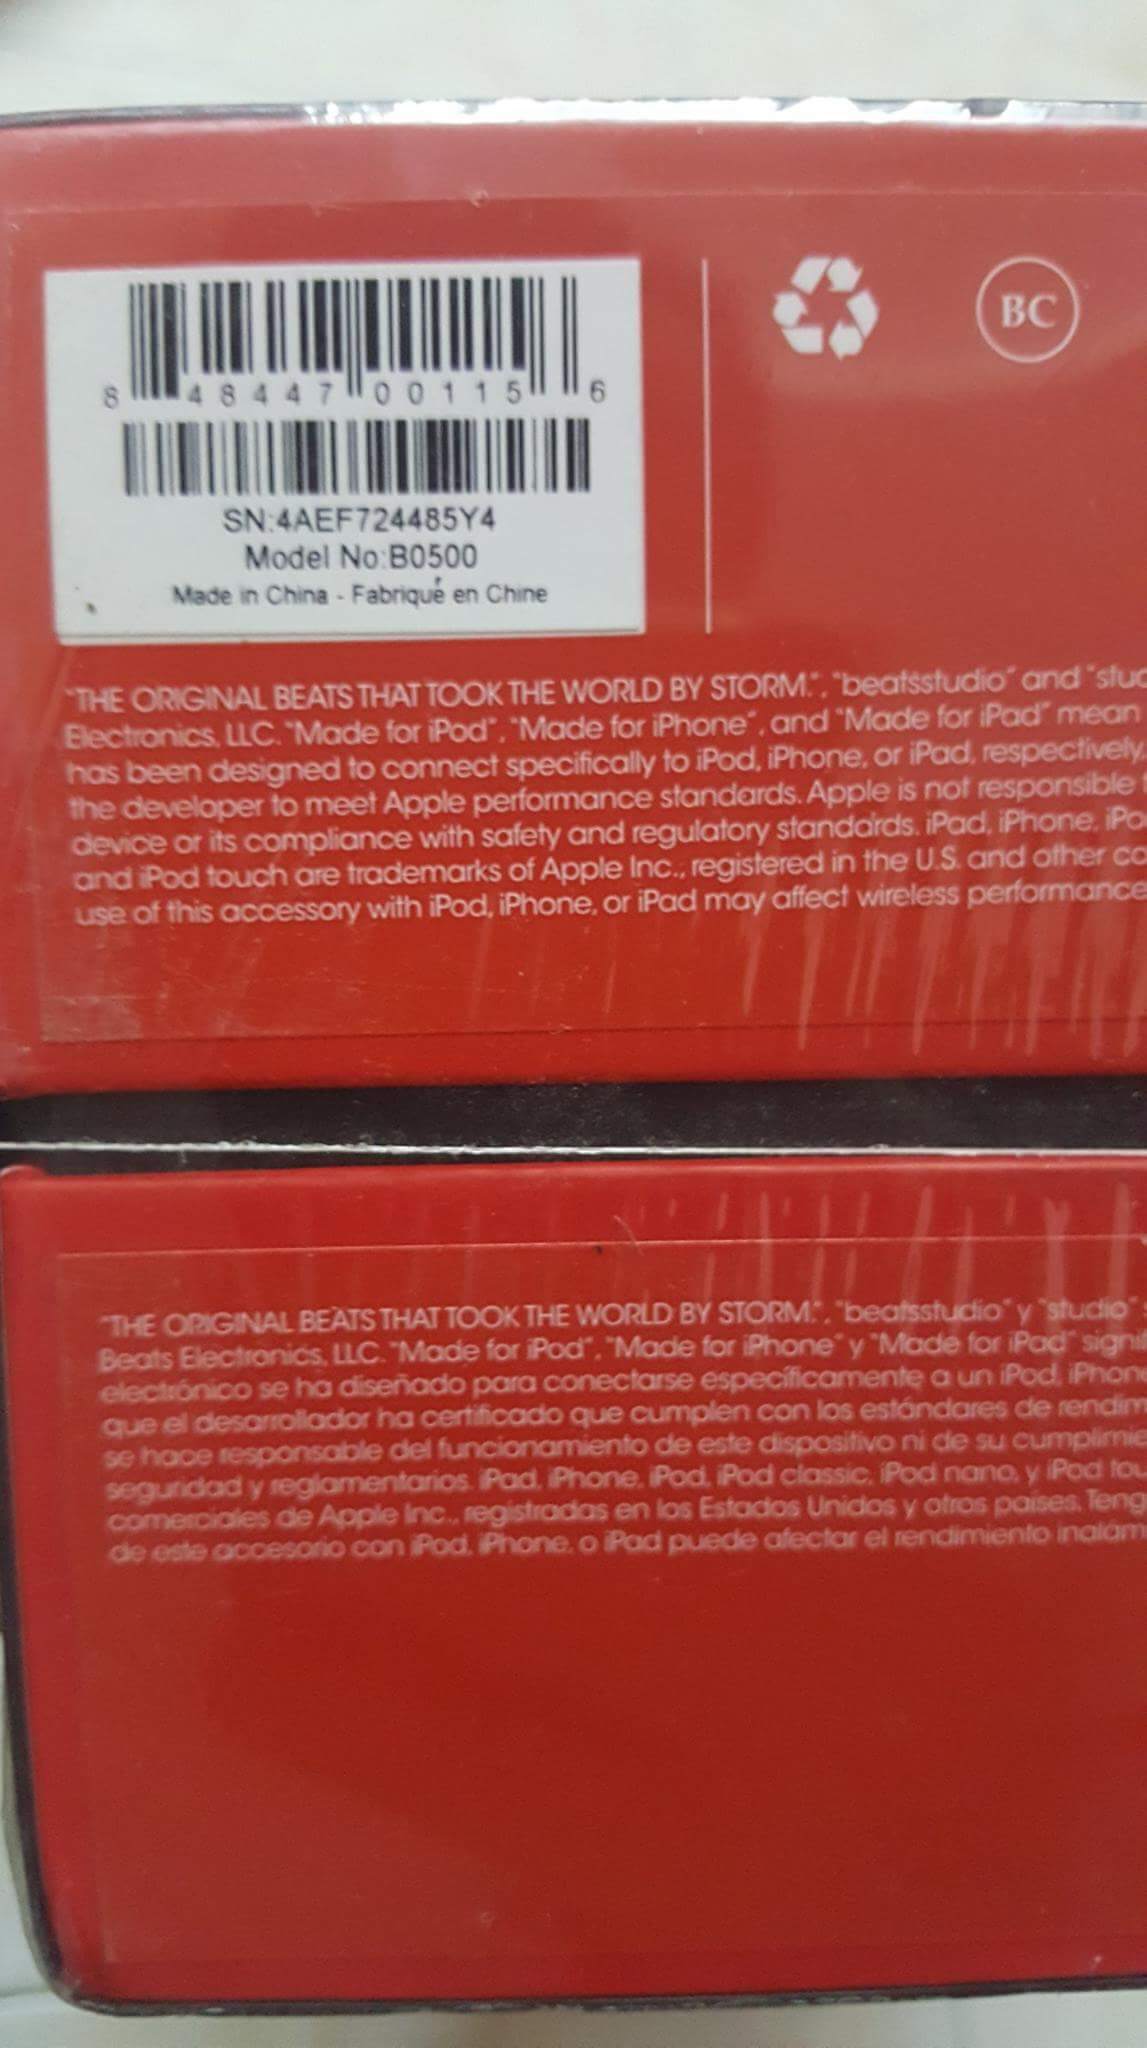 BC
8 48447 00115 6
SN:4AEF724485Y4
Model No:B0500
Made in China - Fabriqué en Chine
"THE ORIGINAL BEATS THAT TOOK THE WORLD BY STORM.", "beatsstudio" and "stud
Electronics, LLC. "Made for iPod", "Made for iPhone", and "Made for iPad" mean
has been designed to connect specifically to iPod, iPhone, or iPad, respectively,
the developer to meet Apple performance standards. Apple is not responsible
device or its compliance with safety and regulatory standards. iPad, iPhone, iPo
and iPod touch are trademarks of Apple Inc., registered in the U.S. and other co
use of this accessory with iPod, iPhone, or iPad may affect wireless performance
"THE ORIGINAL BEATS THAT TOOK THE WORLD BY STORM.", "beatsstudio" y "studio"
Beats Electronics, LLC. "Made for iPod", "Made for iPhone" y "Made for iPad" signi
electrónico se ha diseñado para conectarse específicamente a un iPod, iPhon
que el desarrollador ha certificado que cumplen con los estándares de rendim
se hace responsable del funcionamiento de este dispositivo ni de su cumplimie
seguridad y reglamentarios. iPad, iPhone, iPod, iPod classic, iPod nano, y iPod tou
comerciales de Apple Inc., registradas en los Estados Unidos y otros países. Teng
de este accesorio con iPod, iPhone, o iPad puede afectar el rendimiento inalám